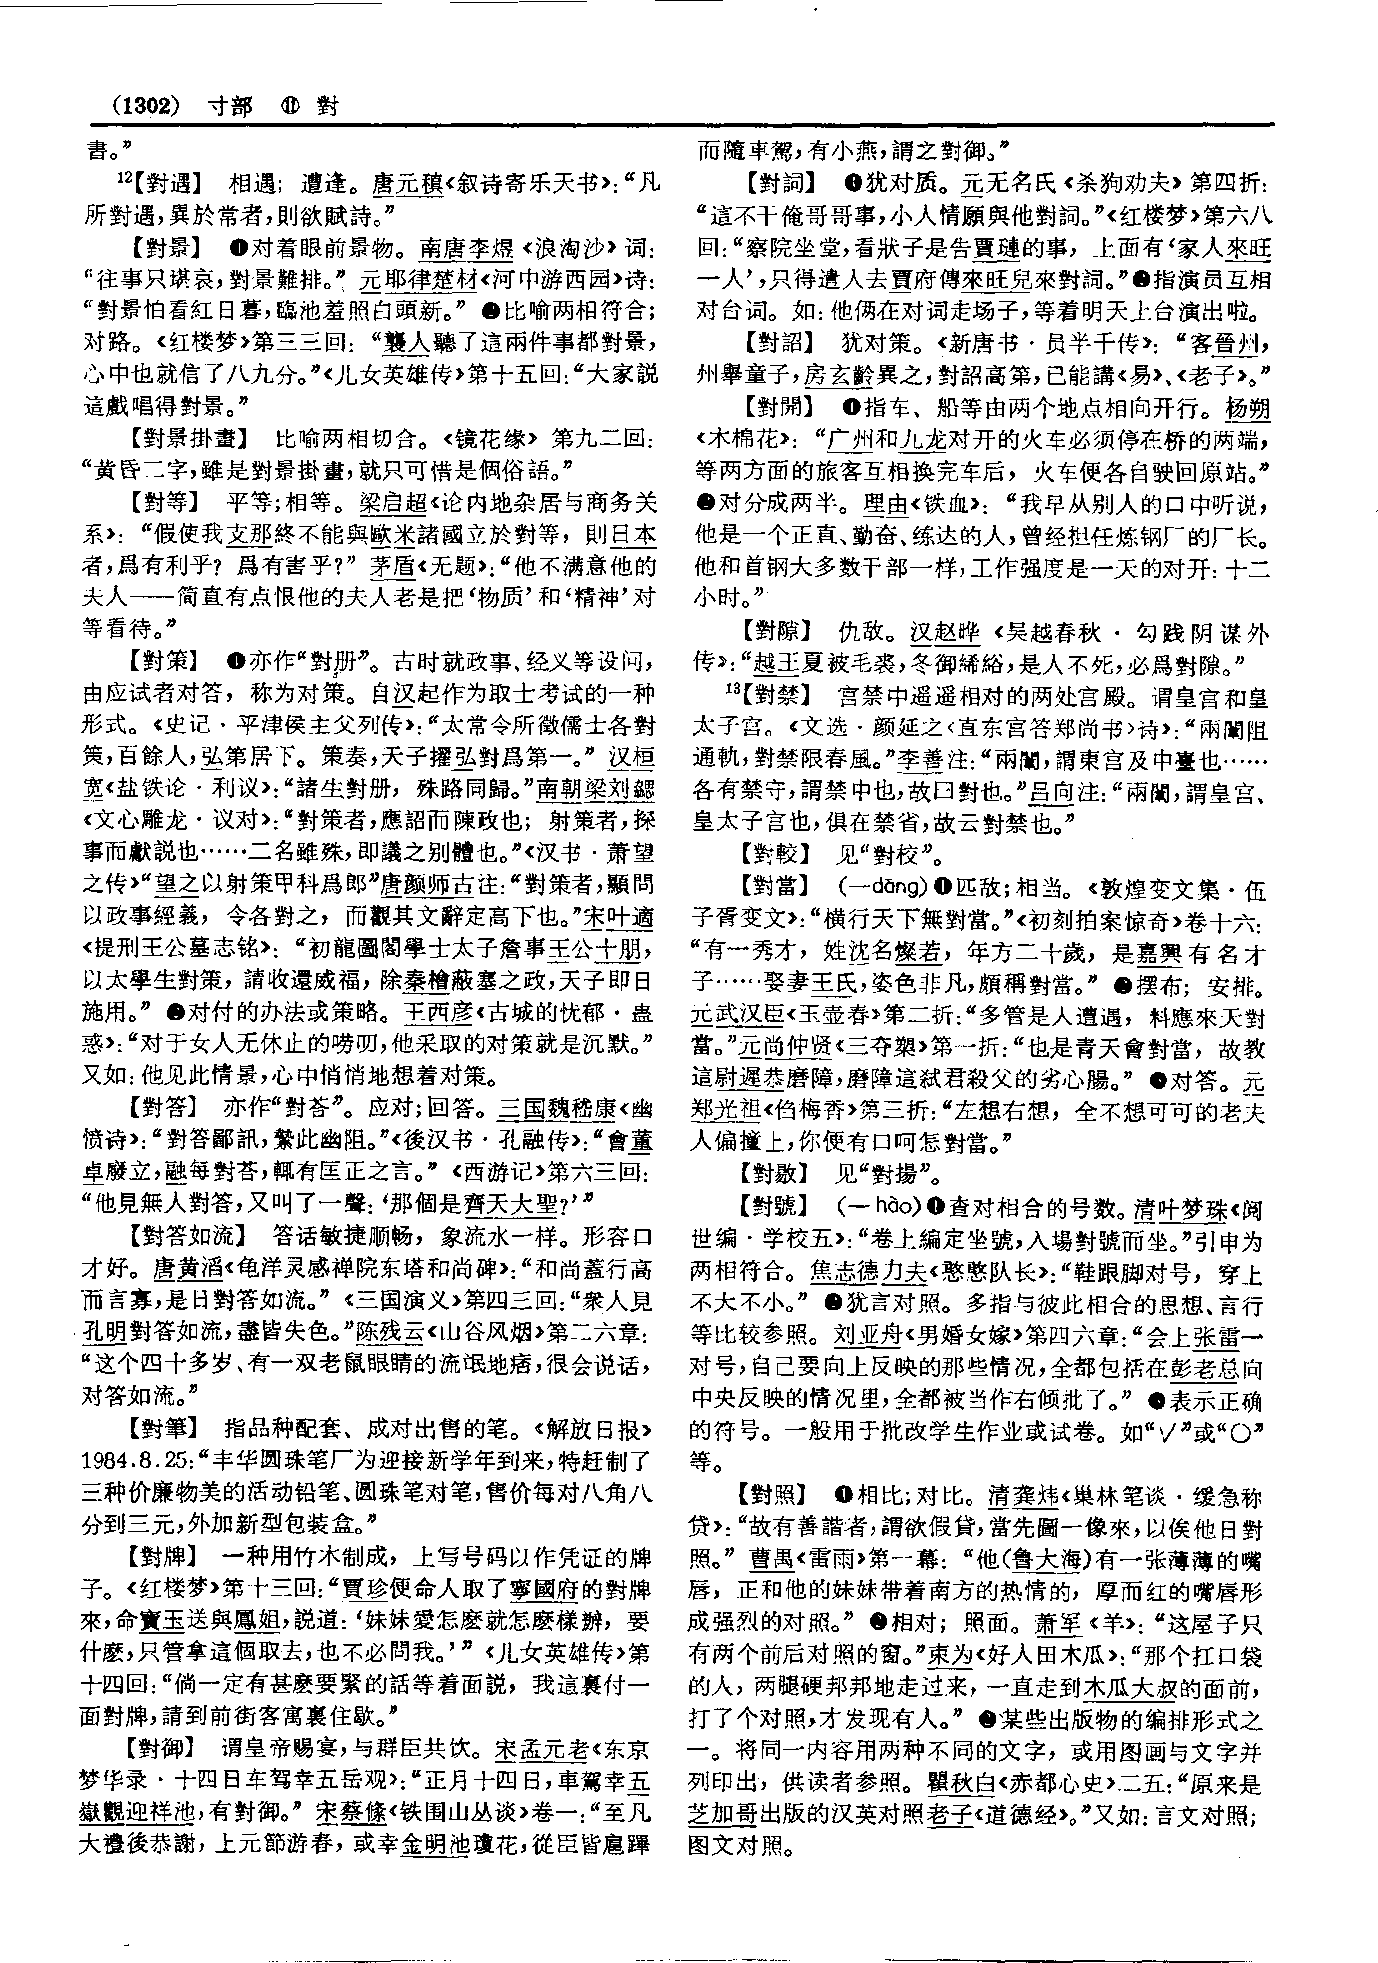 (1302) 寸部 ⑪ 對
書。”
12【對遇】 相遇；遭逢。唐元稹《叙诗寄乐天书》：“凡
所對遇，異於常者，則欲賦詩。”
【對景】 ❶对着眼前景物。南唐李煜《浪淘沙》词：
“往事只堪哀，對景難排。”元耶律楚材《河中游西园》诗：
“對景怕看紅日暮，臨池羞照白頭新。” ❷比喻两相符合；
对路。《红楼梦》第三三回：“襲人聽了這兩件事都對景，
心中也就信了八九分。”《儿女英雄传》第十五回：“大家説
這戲唱得對景。”
【對景掛畫】 比喻两相切合。《镜花缘》第九二回：
“黄昏二字，雖是對景掛畫，就只可惜是個俗語。”
【對等】 平等；相等。梁启超《论内地杂居与商务关
系》：“假使我支那終不能與歐米諸國立於對等，則日本
者，爲有利乎？爲有害乎？”茅盾《无题》：“他不满意他的
夫人——简直有点恨他的夫人老是把‘物质’和‘精神’对
等看待。”
【對策】 ❶亦作“對册”。古时就政事、经义等设问，
由应试者对答，称为对策。自汉起作为取士考试的一种
形式。《史记·平津侯主父列传》：“太常令所徵儒士各對
策，百餘人，弘第居下。策奏，天子擢弘對爲第一。”汉桓
宽《盐铁论·利议》：“諸生對册，殊路同歸。”南朝梁刘勰
《文心雕龙·议对》：“對策者，應詔而陳政也；射策者，探
事而獻説也……二名雖殊，即議之别體也。”《汉书·萧望
之传》“望之以射策甲科爲郎”唐颜师古注：“對策者，顯問
以政事經義，令各對之，而觀其文辭定高下也。”宋叶適
《提刑王公墓志铭》：“初龍圖閣學士太子詹事王公十朋，
以太學生對策，請收還威福，除秦檜蔽塞之政，天子即日
施用。” ❷对付的办法或策略。王西彦《古城的忧郁·蛊
惑》：“对于女人无休止的唠叨，他采取的对策就是沉默。”
又如：他见此情景，心中悄悄地想着对策。
【對答】 亦作“對荅”。应对；回答。三国魏嵇康《幽
愤诗》：“對答鄙訊，縶此幽阻。”《後汉书·孔融传》：“會董
卓廢立，融每對荅，輒有匡正之言。”《西游记》第六三回：
“他見無人對答，又叫了一聲：‘那個是齊天大聖？’”
【對答如流】 答话敏捷顺畅，象流水一样。形容口
才好。唐黄滔《龟洋灵感禅院东塔和尚碑》：“和尚蓋行高
而言寡，是日對答如流。”《三国演义》第四三回：“衆人見
孔明對答如流，盡皆失色。”陈残云《山谷风烟》第二六章：
“这个四十多岁、有一双老鼠眼睛的流氓地痞，很会说话，
对答如流。”
【對筆】 指品种配套、成对出售的笔。《解放日报》
1984.8.25：“丰华圆珠笔厂为迎接新学年到来，特赶制了
三种价廉物美的活动铅笔、圆珠笔对笔，售价每对八角八
分到三元，外加新型包装盒。”
【對牌】 一种用竹木制成，上写号码以作凭证的牌
子。《红楼梦》第十三回：“賈珍便命人取了寧國府的對牌
來，命寶玉送與鳳姐，説道：‘妹妹愛怎麽就怎麽樣辦，要
什麽，只管拿這個取去，也不必問我。’”《儿女英雄传》第
十四回：“倘一定有甚麽要緊的話等着面説，我這裏付一
面對牌，請到前街客寓裏住歇。”
【對御】 谓皇帝赐宴，与群臣共饮。宋孟元老《东京
梦华录·十四日车驾幸五岳观》：“正月十四日，車駕幸五
嶽觀迎祥池，有對御。”宋蔡絛《铁围山丛谈》卷一：“至凡
大禮後恭謝，上元節游春，或幸金明池瓊花，從臣皆扈蹕
而隨車駕，有小燕，謂之對御。”
【對詞】 ❶犹对质。元无名氏《杀狗劝夫》第四折：
“這不干俺哥哥事，小人情願與他對詞。”《红楼梦》第六八
回：“察院坐堂，看狀子是告賈璉的事，上面有‘家人來旺
一人’，只得遣人去賈府傳來旺兒來對詞。”❷指演员互相
对台词。如：他俩在对词走场子，等着明天上台演出啦。
【對詔】 犹对策。《新唐书·员半千传》：“客晉州，
州舉童子，房玄齡異之，對詔高第，已能講《易》、《老子》。”
【對開】 ❶指车、船等由两个地点相向开行。杨朔
《木棉花》：“广州和九龙对开的火车必须停在桥的两端，
等两方面的旅客互相换完车后，火车便各自驶回原站。”
❷对分成两半。理由《铁血》：“我早从别人的口中听说，
他是一个正直、勤奋、练达的人，曾经担任炼钢厂的厂长。
他和首钢大多数干部一样，工作强度是一天的对开：十二
小时。”
【對隙】 仇敌。汉赵晔《吴越春秋·勾践阴谋外
传》：“越王夏被毛裘，冬御絺綌，是人不死，必爲對隙。”
13【對禁】 宫禁中遥遥相对的两处宫殿。谓皇宫和皇
太子宫。《文选·颜延之〈直东宫答郑尚书〉诗》：“兩闈阻
通軌，對禁限春風。”李善注：“兩闈，謂東宫及中臺也……
各有禁守，謂禁中也，故曰對也。”吕向注：“兩闈，謂皇宫、
皇太子宫也，俱在禁省，故云對禁也。”
【對較】 见“對校”。
【對當】 (—dāng)❶匹敌；相当。《敦煌变文集·伍
子胥变文》：“横行天下無對當。”《初刻拍案惊奇》卷十六：
“有一秀才，姓沈名燦若，年方二十歲，是嘉興有名才
子……娶妻王氏，姿色非凡，頗稱對當。” ❷摆布；安排。
元武汉臣《玉壶春》第二折：“多管是人遭遇，料應來天對
當。”元尚仲贤《三夺槊》第一折：“也是青天會對當，故教
這尉遲恭磨障，磨障這弑君殺父的劣心腸。” ❸对答。元
郑光祖《㑇梅香》第三折：“左想右想，全不想可可的老夫
人偏撞上，你便有口呵怎對當。”
【對敭】 见“對揚”。
【對號】 (—hào)❶查对相合的号数。清叶梦珠《阅
世编·学校五》：“卷上編定坐號，入場對號而坐。”引申为
两相符合。焦志德力夫《憨憨队长》：“鞋跟脚对号，穿上
不大不小。” ❷犹言对照。多指与彼此相合的思想、言行
等比较参照。刘亚舟《男婚女嫁》第四六章：“会上张雷一
对号，自己要向上反映的那些情况，全都包括在彭老总向
中央反映的情况里，全都被当作右倾批了。” ❸表示正确
的符号。一般用于批改学生作业或试卷。如“√”或“○”
等。
【對照】 ❶相比；对比。清龚炜《巢林笔谈·缓急称
贷》：“故有善謔者，謂欲假貸，當先圖一像來，以俟他日對
照。”曹禺《雷雨》第一幕：“他(鲁大海)有一张薄薄的嘴
唇，正和他的妹妹带着南方的热情的，厚而红的嘴唇形
成强烈的对照。” ❷相对；照面。萧军《羊》：“这屋子只
有两个前后对照的窗。”束为《好人田木瓜》：“那个扛口袋
的人，两腿硬邦邦地走过来，一直走到木瓜大叔的面前，
打了个对照，才发现有人。” ❸某些出版物的编排形式之
一。将同一内容用两种不同的文字，或用图画与文字并
列印出，供读者参照。瞿秋白《赤都心史》二五：“原来是
芝加哥出版的汉英对照老子《道德经》。”又如：言文对照；
图文对照。